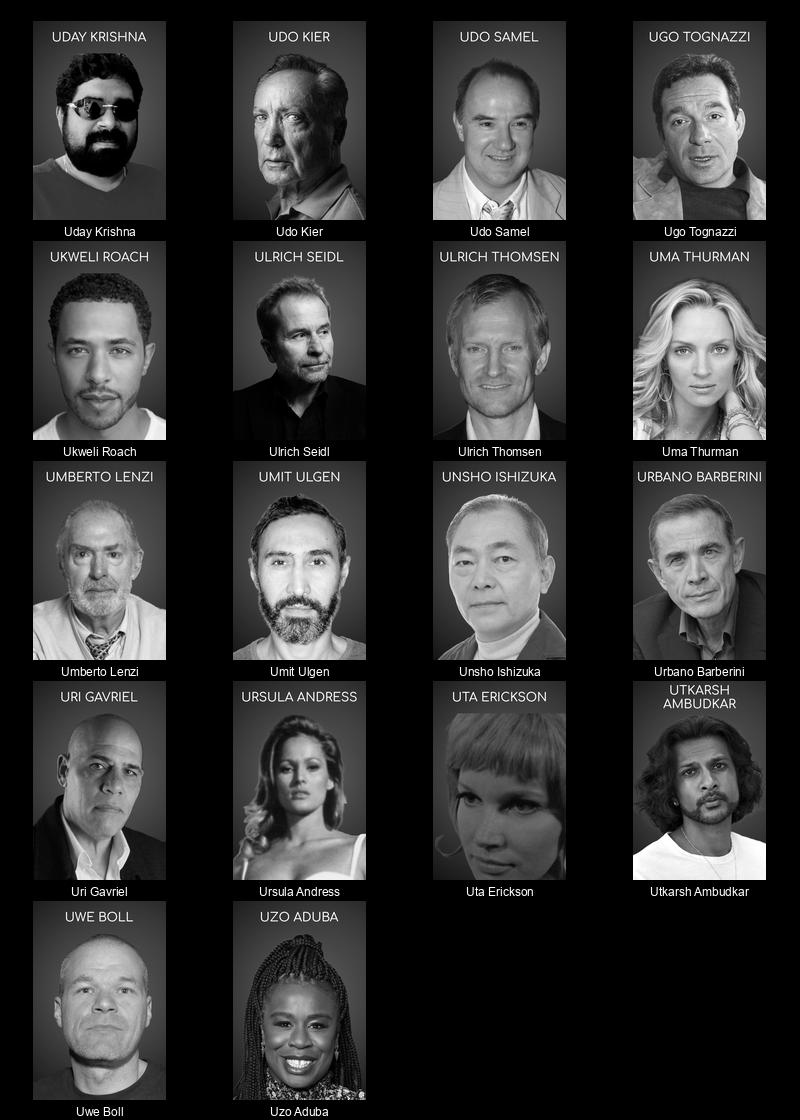 UDAY KRISHNA
UDO KIER
UDO SAMEL
UGO TOGNAZZI
Uday Krishna
Udo Kier
Udo Samel
Ugo Tognazzi
UKWELI ROACH
ULRICH SEIDL
ULRICH THOMSEN
UMA THURMAN
Ukweli Roach
Ulrich Seidl
Ulrich Thomsen
Uma Thurman
UMBERTO LENZI
UMIT ULGEN
UNSHO ISHIZUKA
URBANO BARBERINI
Umberto Lenzi
Umit Ulgen
Unsho Ishizuka
Urbano Barberini
URI GAVRIEL
URSULA ANDRESS
UTA ERICKSON
UTKARSH
AMBUDKAR
Uri Gavriel
Ursula Andress
Uta Erickson
Utkarsh Ambudkar
UWE BOLL
UZO ADUBA
Uwe Boll
Uzo Aduba